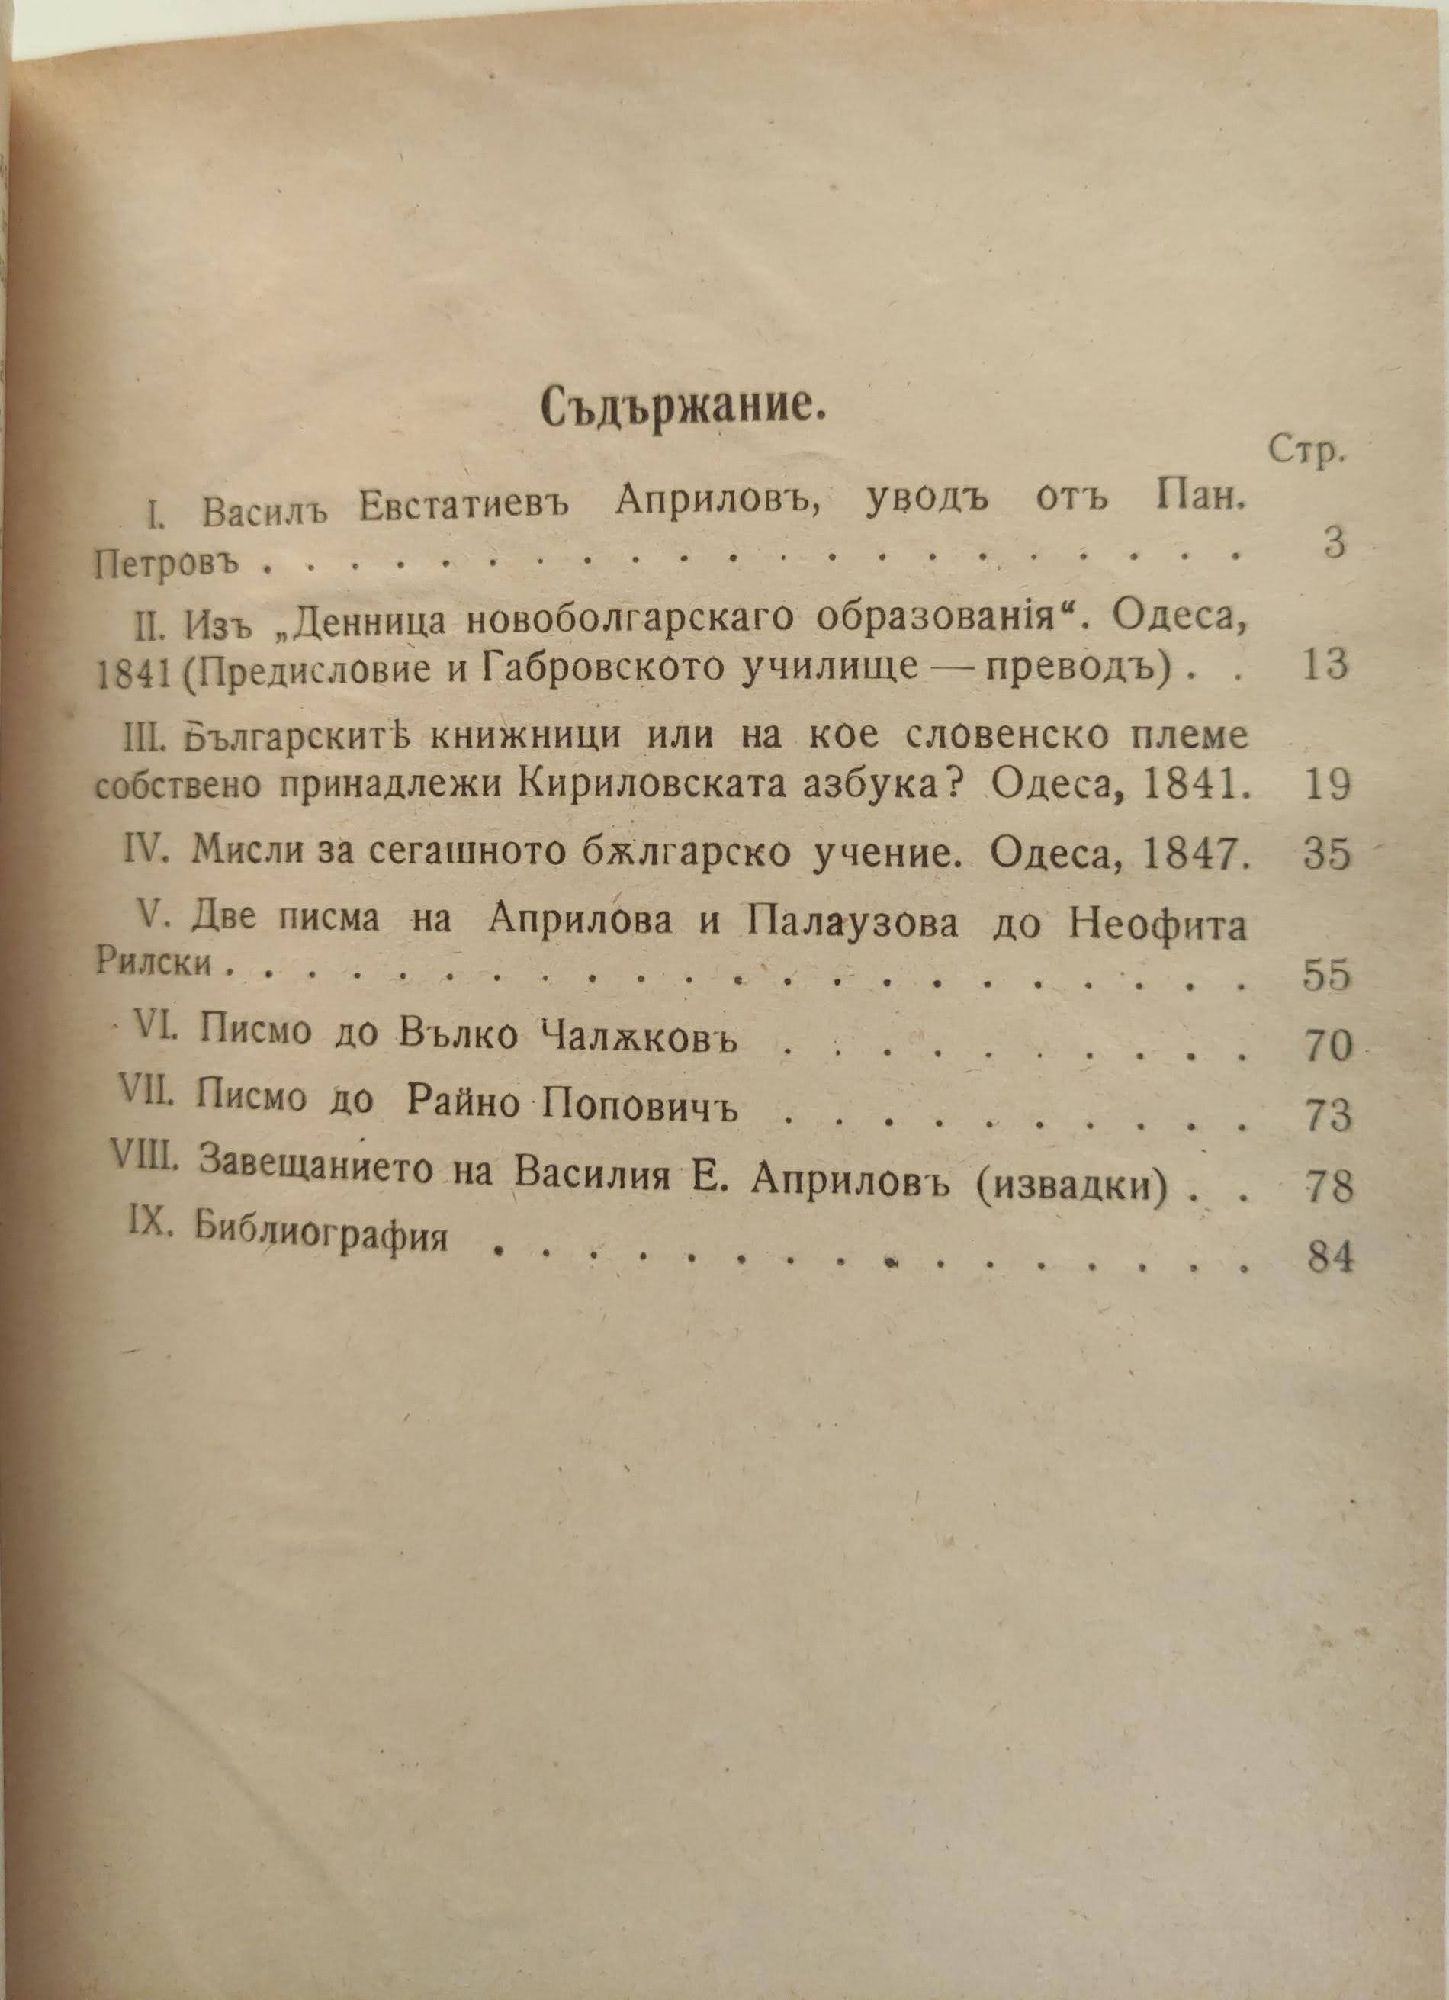 Съдържание.
Стр.
I. Василъ Евстатиевъ Априловъ, уводъ отъ Пан.
Петровъ . . . . . . . . . . . . . . . . . . . . . 3
II. Изъ „Денница новоболгарскаго образованія“. Одеса,
1841 (Предисловие и Габровското училище — преводъ) . . 13
III. Българскитѣ книжници или на кое словенско племе
собствено принадлежи Кириловската азбука? Одеса, 1841. 19
IV. Мисли за сегашното бѫлгарско учение. Одеса, 1847. 35
V. Две писма на Априлова и Палаузова до Неофита
Рилски . . . . . . . . . . . . . . . . . . . . . . 55
VI. Писмо до Вълко Чалѫковъ . . . . . . . . . . 70
VII. Писмо до Райно Поповичъ . . . . . . . . . . 73
VIII. Завещанието на Василия Е. Априловъ (извадки) . . 78
IX. Библиография . . . . . . . . . . . . . . . . 84